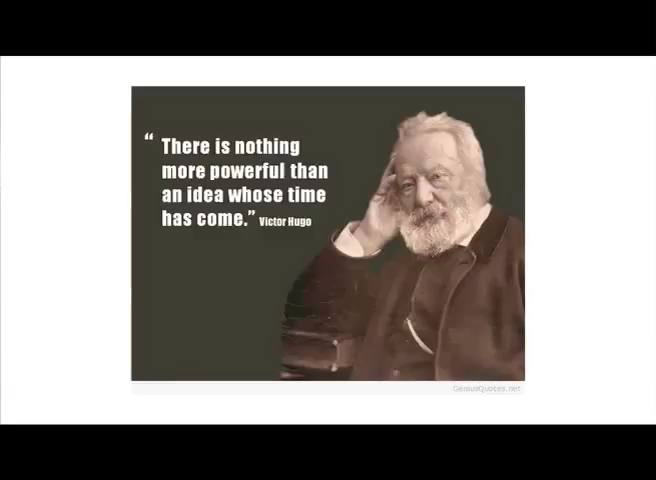 “ There is nothing
more powerful than
an idea whose time
has come.” Victor Hugo
GeniusQuotes.net